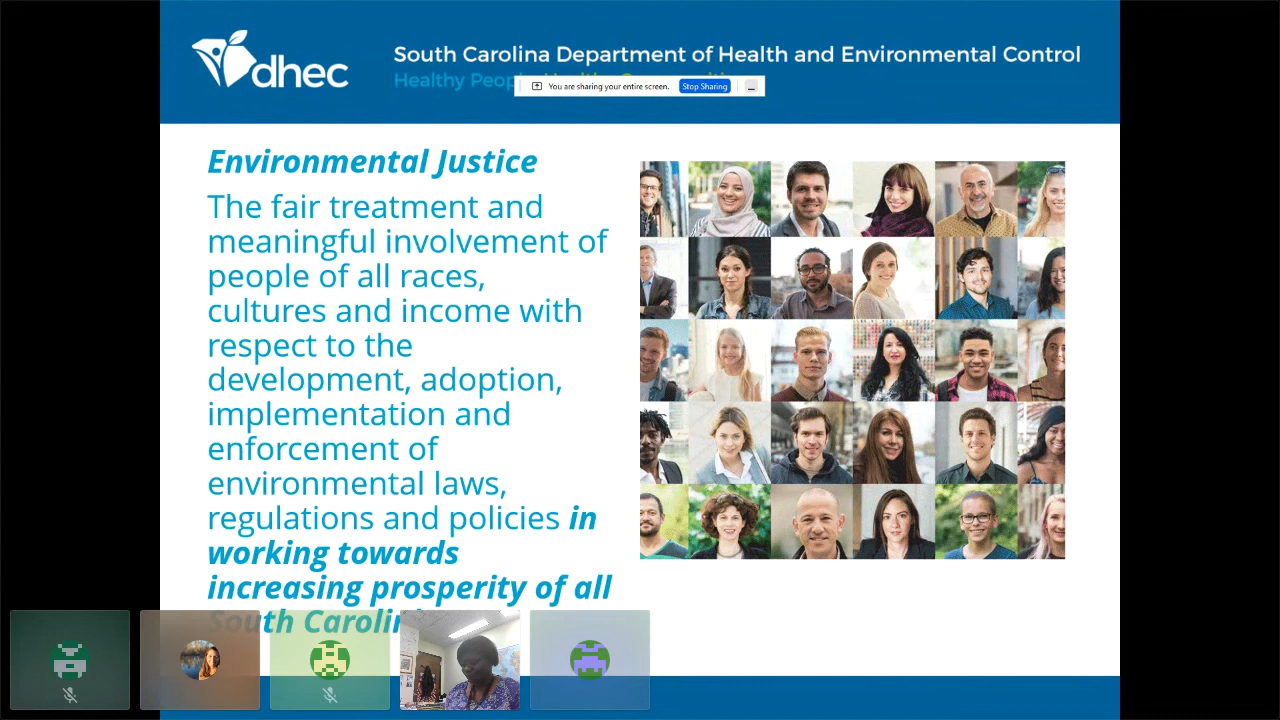 dhec
South Carolina Department of Health and Environmental Control
Healthy
You are sharing your entire screen.
Stop Sharing
Environmental Justice
The fair treatment and
meaningful involvement of
people of all races,
cultures and income with
respect to the
development, adoption,
implementation and
enforcement of
environmental laws,
regulations and policies in
working towards
increasing prosperity of all
South